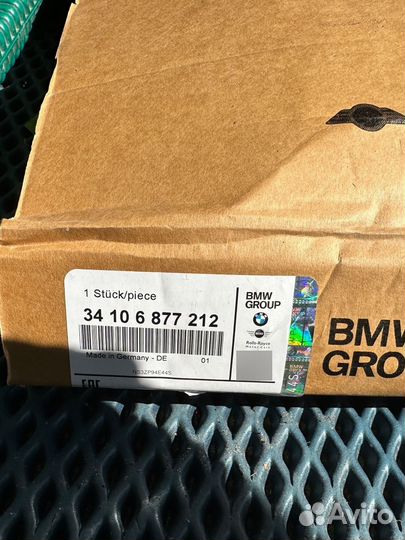 1 Stück/piece
34 10 6 877 212
Made in Germany - DE
01
BMW
GROUP
Rolls-Royce
BMW
GROUP
EAC
Avito